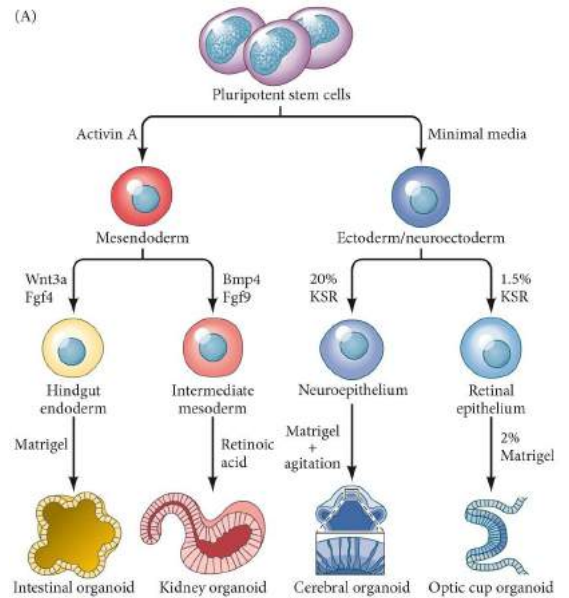 (A)
Pluripotent stem cells
Activin A
Minimal media
Mesendoderm
Ectoderm/neuroectoderm
Wnt3a
Fgf4
Bmp4
Fgf9
20%
KSR
1.5%
KSR
Hindgut
endoderm
Intermediate
mesoderm
Neuroepithelium
Retinal
epithelium
Matrigel
Retinoic
acid
Matrigel
+
agitation
2%
Matrigel
Intestinal organoid
Kidney organoid
Cerebral organoid
Optic cup organoid